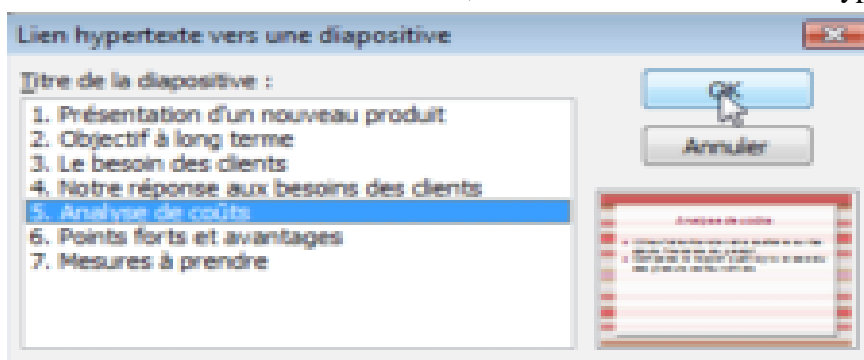 Lien hypertexte vers une diapositive
Titre de la diapositive :
1. Présentation d'un nouveau produit
2. Objectif à long terme
3. Le besoin des clients
4. Notre réponse aux besoins des clients
5. Analyse de coûts
6. Points forts et avantages
7. Mesures à prendre
OK
Annuler
Analyse de coûts